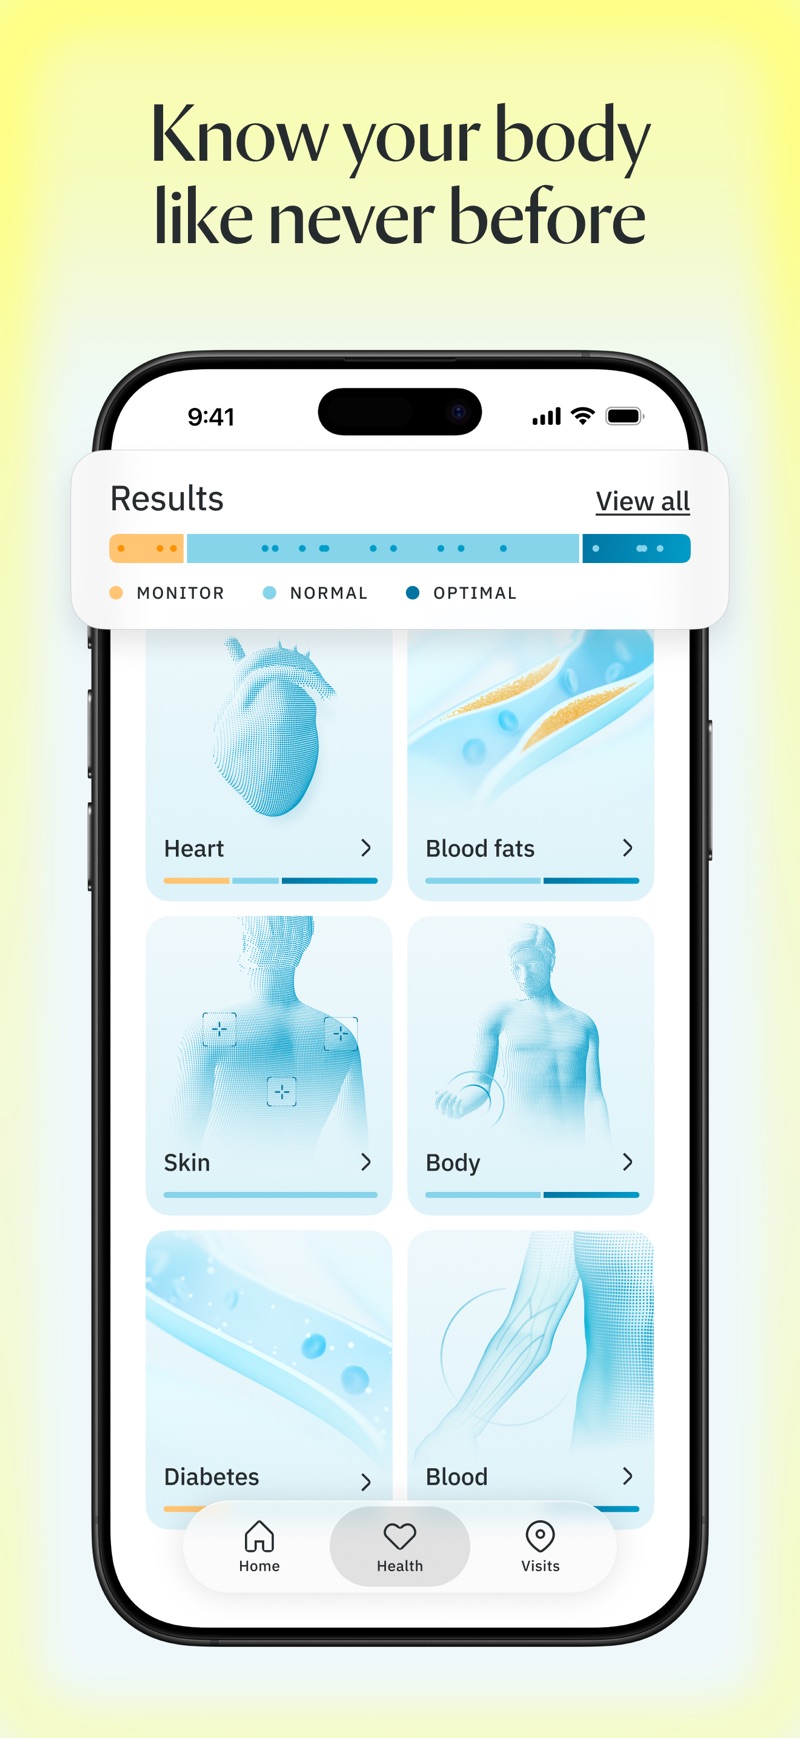 Know your body
like never before
9:41
Results
View all
MONITOR
NORMAL
OPTIMAL
Heart
Blood fats
Skin
Body
Diabetes
Blood
Home
Health
Visits